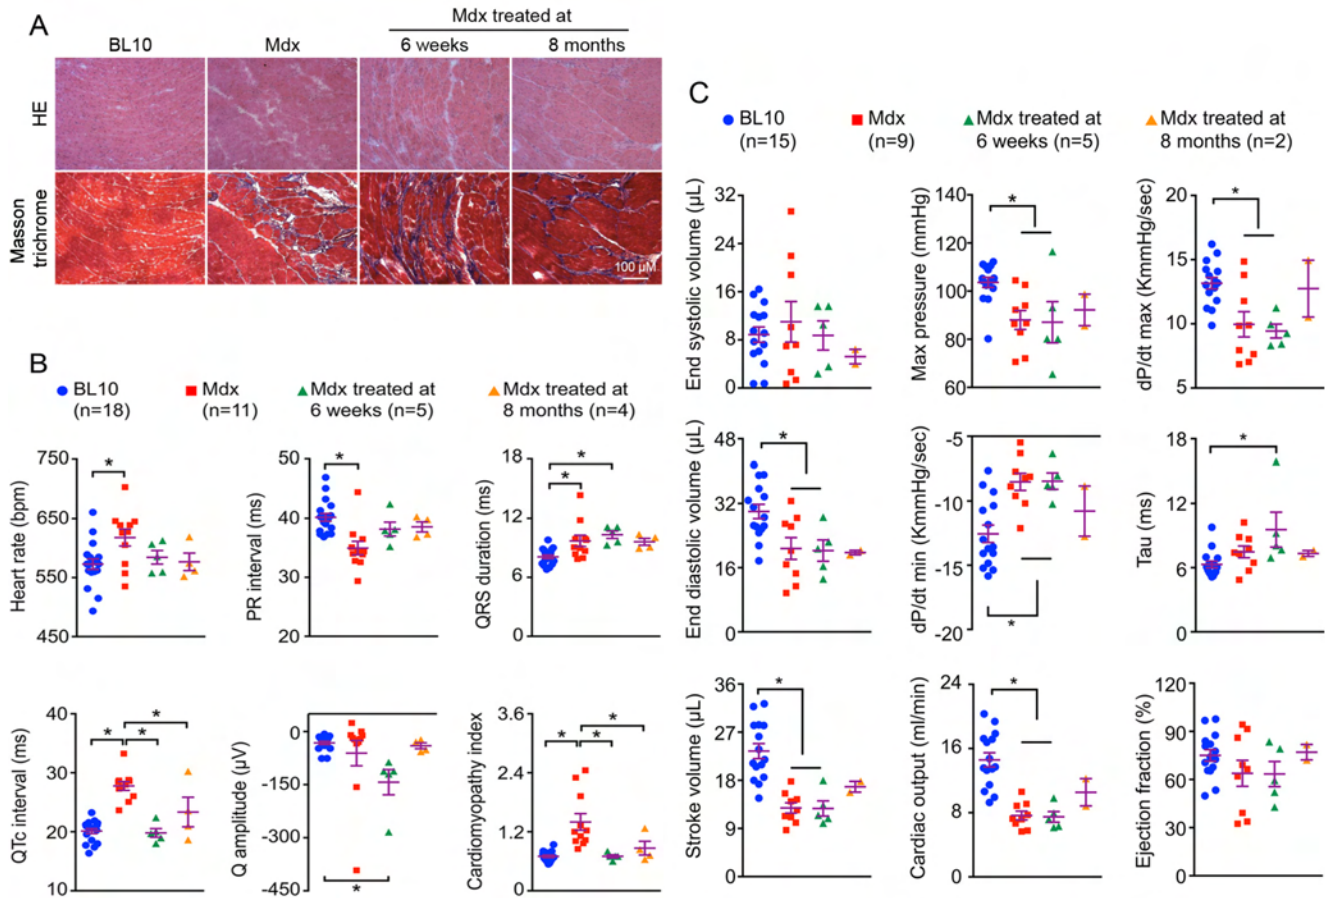 A
Mdx treated at
BL10 Mdx 6 weeks 8 months
HE
Masson
trichrome
100 µM
B
BL10
(n=18)
Mdx
(n=11)
Mdx treated at
6 weeks (n=5)
Mdx treated at
8 months (n=4)
Heart rate (bpm)
750
650
550
450
*
PR interval (ms)
50
40
30
20
*
QRS duration (ms)
18
12
6
0
*
*
QTc interval (ms)
40
30
20
10
*
*
*
Q amplitude (µV)
0
-150
-300
-450
*
Cardiomyopathy index
3.6
2.4
1.2
0
*
*
*
C
BL10
(n=15)
Mdx
(n=9)
Mdx treated at
6 weeks (n=5)
Mdx treated at
8 months (n=2)
End systolic volume (µL)
32
24
16
8
0
Max pressure (mmHg)
140
120
100
80
60
*
dP/dt max (KmmHg/sec)
20
15
10
5
*
End diastolic volume (µL)
48
32
16
0
*
dP/dt min (KmmHg/sec)
-5
-10
-15
-20
*
Tau (ms)
18
12
6
0
*
Stroke volume (µL)
36
27
18
9
0
*
Cardiac output (ml/min)
24
16
8
0
*
Ejection fraction (%)
120
90
60
30
0